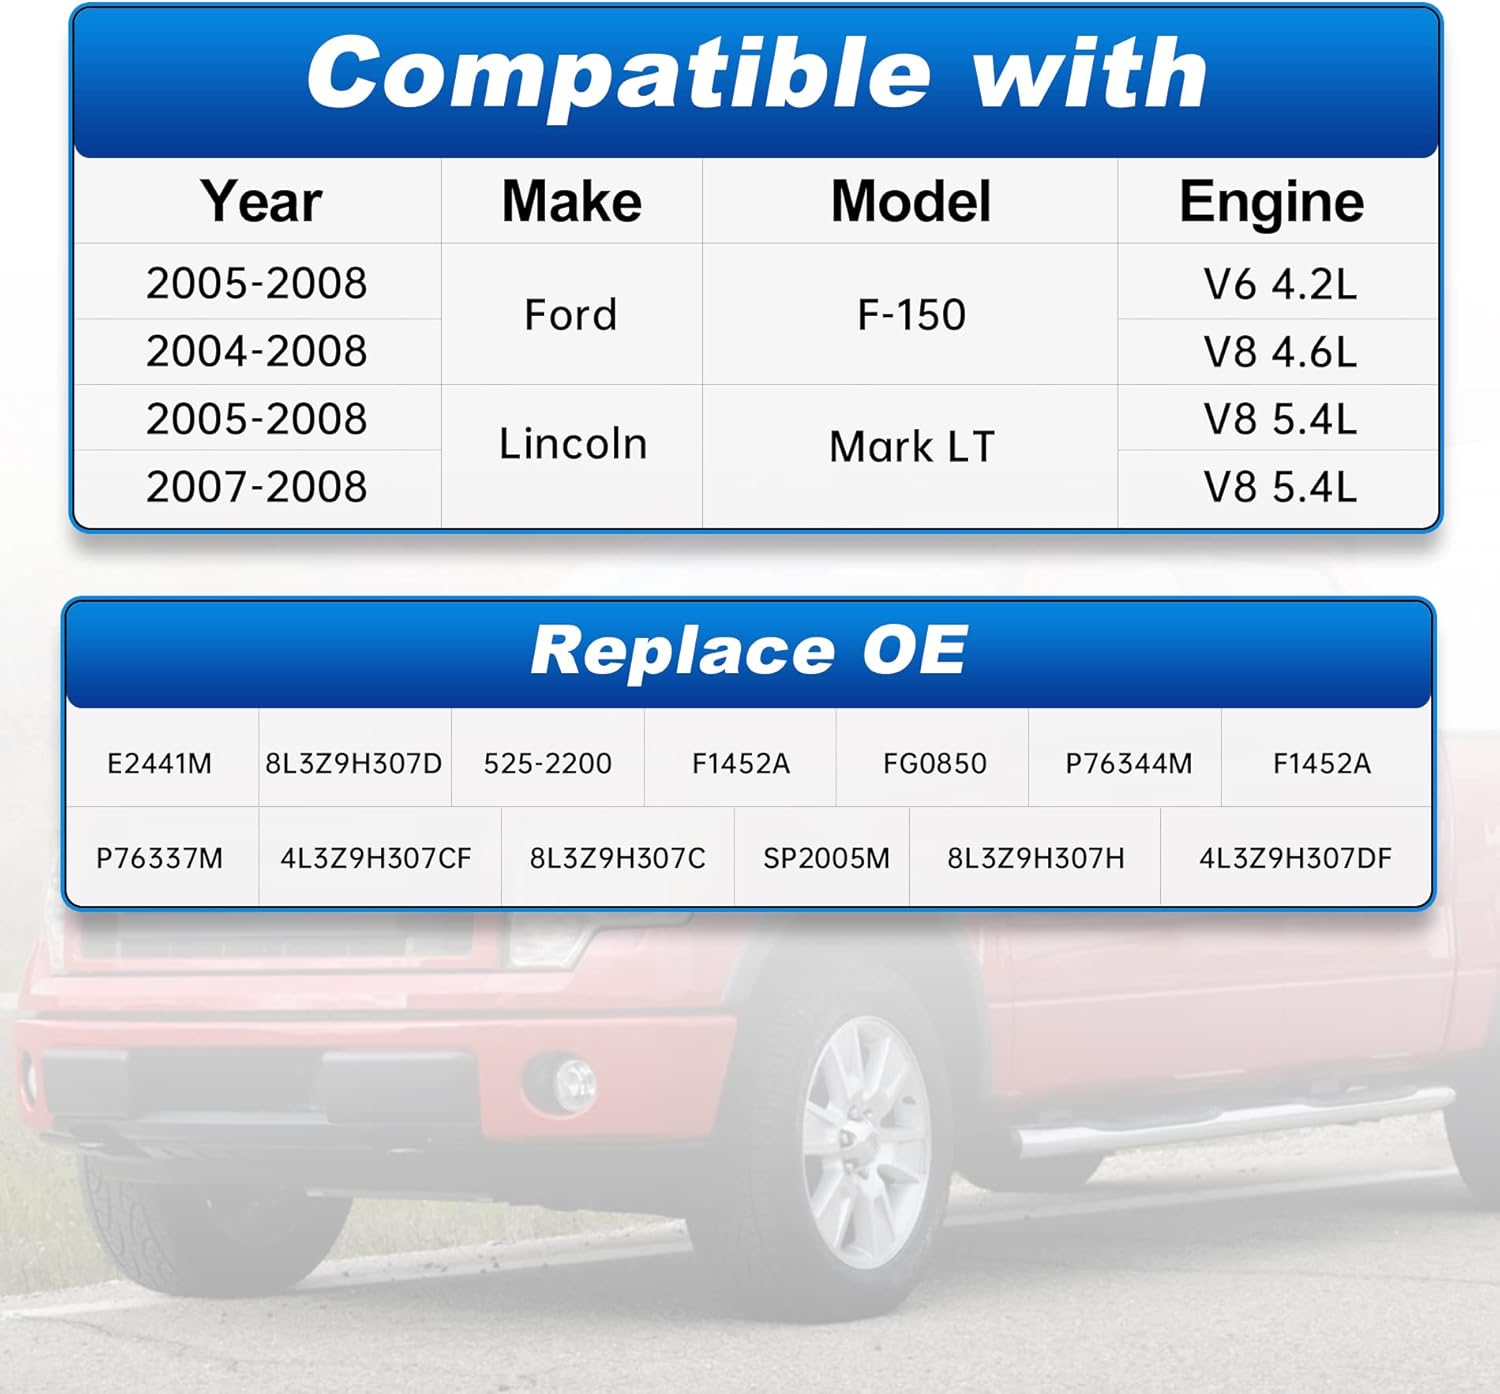 Compatible with
Year Make Model Engine
2005-2008 V6 4.2L
Ford F-150
2004-2008 V8 4.6L
2005-2008 V8 5.4L
Lincoln Mark LT
2007-2008 V8 5.4L
Replace OE
E2441M 8L3Z9H307D 525-2200 F1452A FG0850 P76344M F1452A
P76337M 4L3Z9H307CF 8L3Z9H307C SP2005M 8L3Z9H307H 4L3Z9H307DF